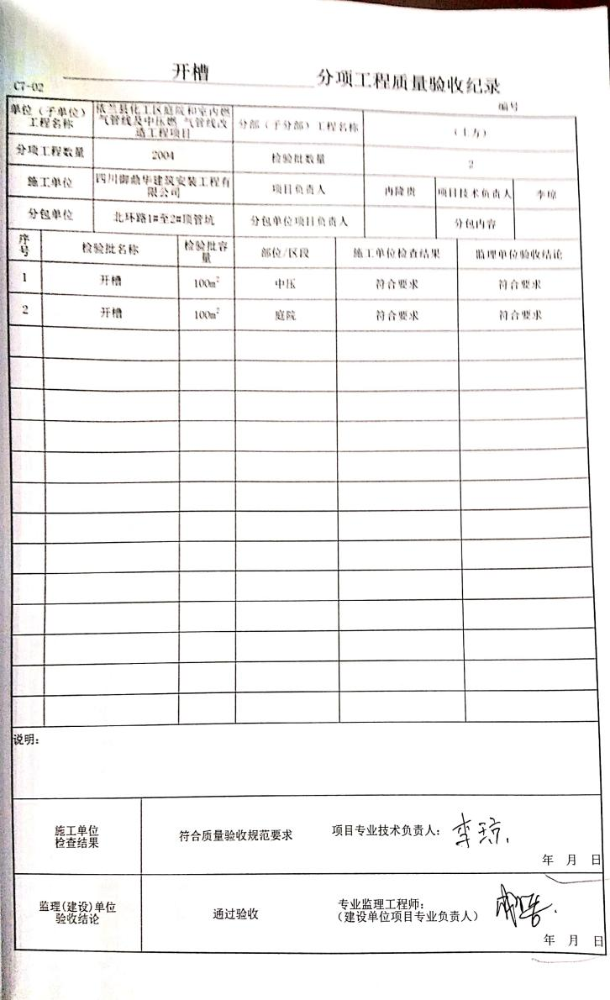 开槽 分项工程质量验收纪录
C7-02
编号
单位（子单位）
工程名称
依兰县化工区庭院和室内燃
气管线及中压燃 气管线改
造工程项目
分部（子分部）工程名称
（土方）
分项工程数量 2004 检验批数量 2
施工单位
四川御鼎华建筑安装工程有
限公司
项目负责人 冉隆贵 项目技术负责人 李琼
分包单位 北环路1#至2#顶管坑 分包单位项目负责人 分包内容
序
号
检验批名称
检验批容
量
部位/区段 施工单位检查结果 监理单位验收结论
1 开槽 100m² 中压 符合要求 符合要求
2 开槽 100m² 庭院 符合要求 符合要求
说明：
施工单位
检查结果
符合质量验收规范要求 项目专业技术负责人： 李琼
年 月 日
监理(建设)单位
验收结论
通过验收
专业监理工程师：
（建设单位项目专业负责人）
年 月 日